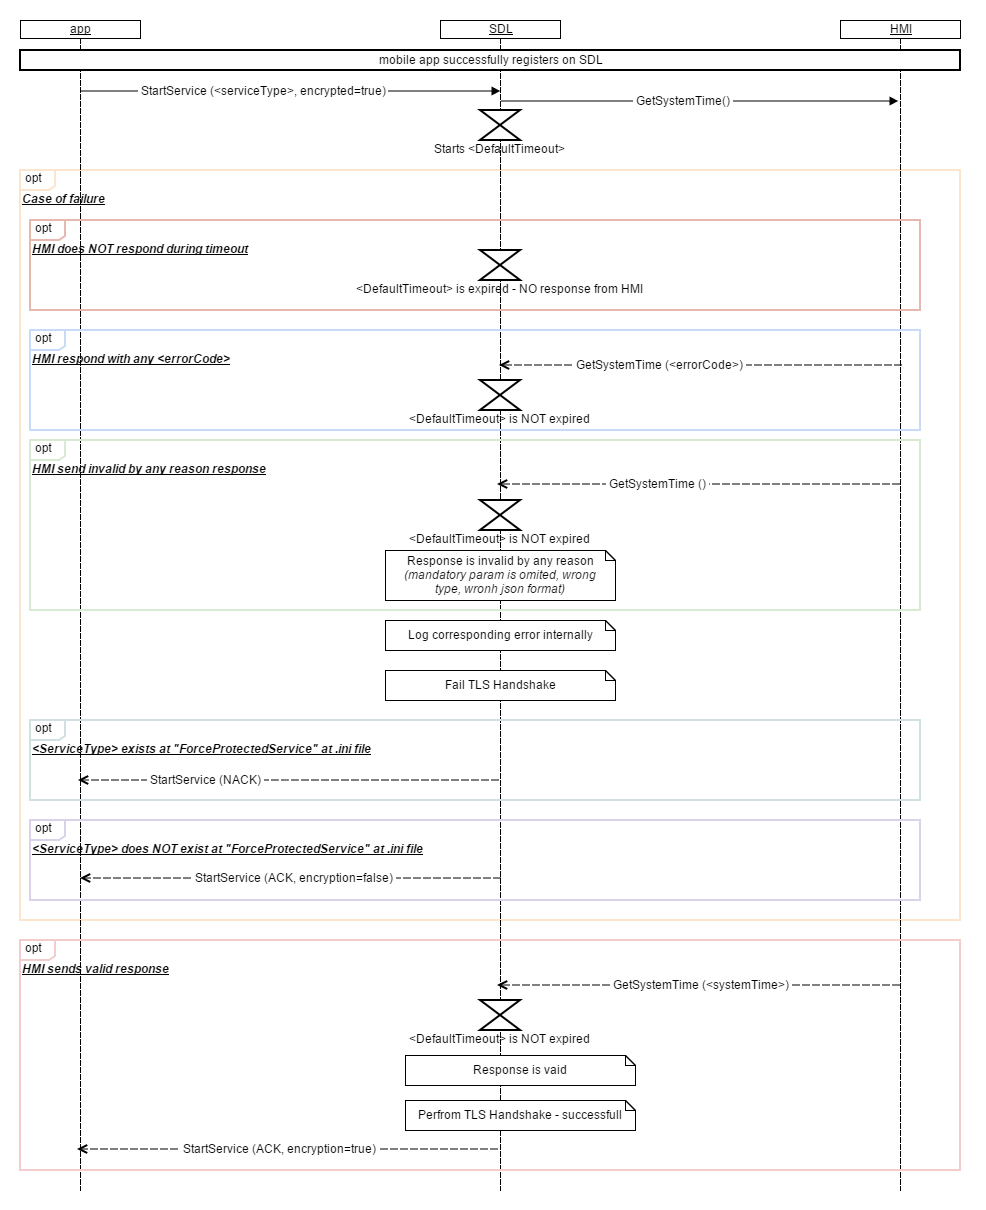 app
SDL
HMI
mobile app successfully registers on SDL
StartService (<serviceType>, encrypted=true)
GetSystemTime()
Starts <DefaultTimeout>
opt
Case of failure
opt
HMI does NOT respond during timeout
<DefaultTimeout> is expired - NO response from HMI
opt
HMI respond with any <errorCode>
GetSystemTime (<errorCode>)
<DefaultTimeout> is NOT expired
opt
HMI send invalid by any reason response
GetSystemTime ()
<DefaultTimeout> is NOT expired
Response is invalid by any reason
(mandatory param is omited, wrong
type, wronh json format)
Log corresponding error internally
Fail TLS Handshake
opt
<ServiceType> exists at "ForceProtectedService" at .ini file
StartService (NACK)
opt
<ServiceType> does NOT exist at "ForceProtectedService" at .ini file
StartService (ACK, encryption=false)
opt
HMI sends valid response
GetSystemTime (<systemTime>)
<DefaultTimeout> is NOT expired
Response is vaid
Perfrom TLS Handshake - successfull
StartService (ACK, encryption=true)